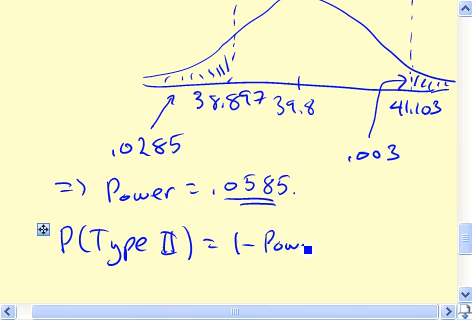 38.897 39.8 41.103
.0285 .003
=> Power = .0585.
P(Type II) = 1 - Pow